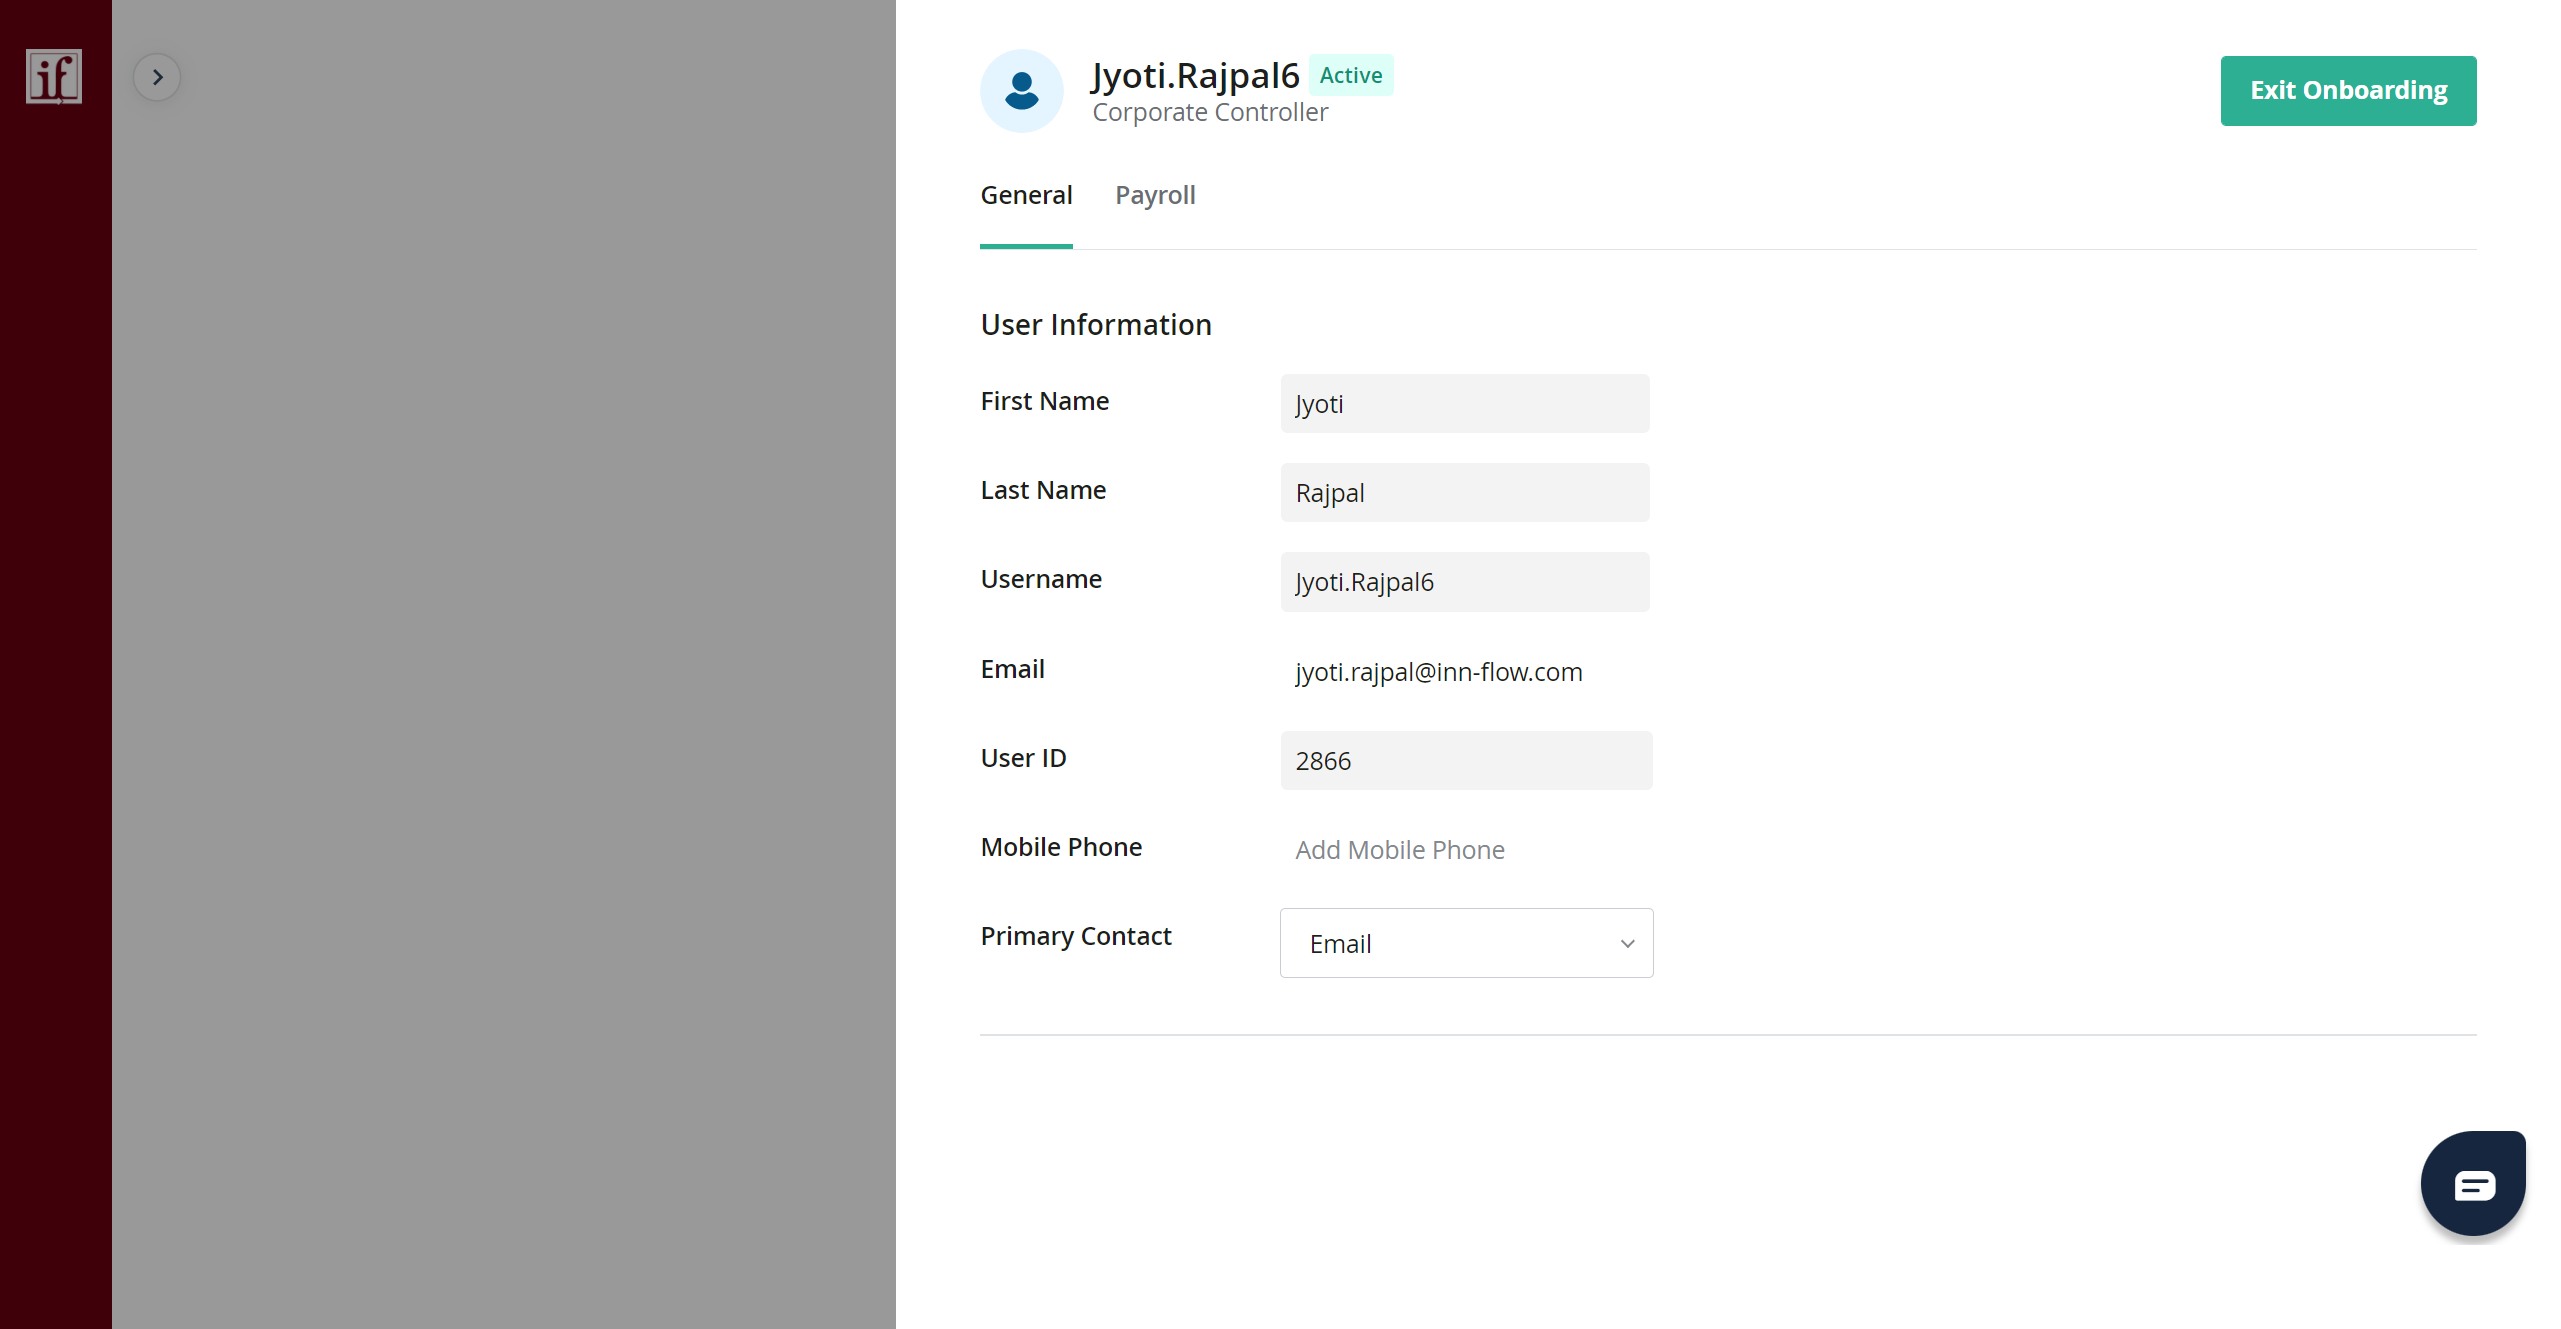 if
Jyoti.Rajpal6 Active
Corporate Controller
Exit Onboarding
General Payroll
User Information
First Name Jyoti
Last Name Rajpal
Username Jyoti.Rajpal6
Email jyoti.rajpal@inn-flow.com
User ID 2866
Mobile Phone Add Mobile Phone
Primary Contact Email